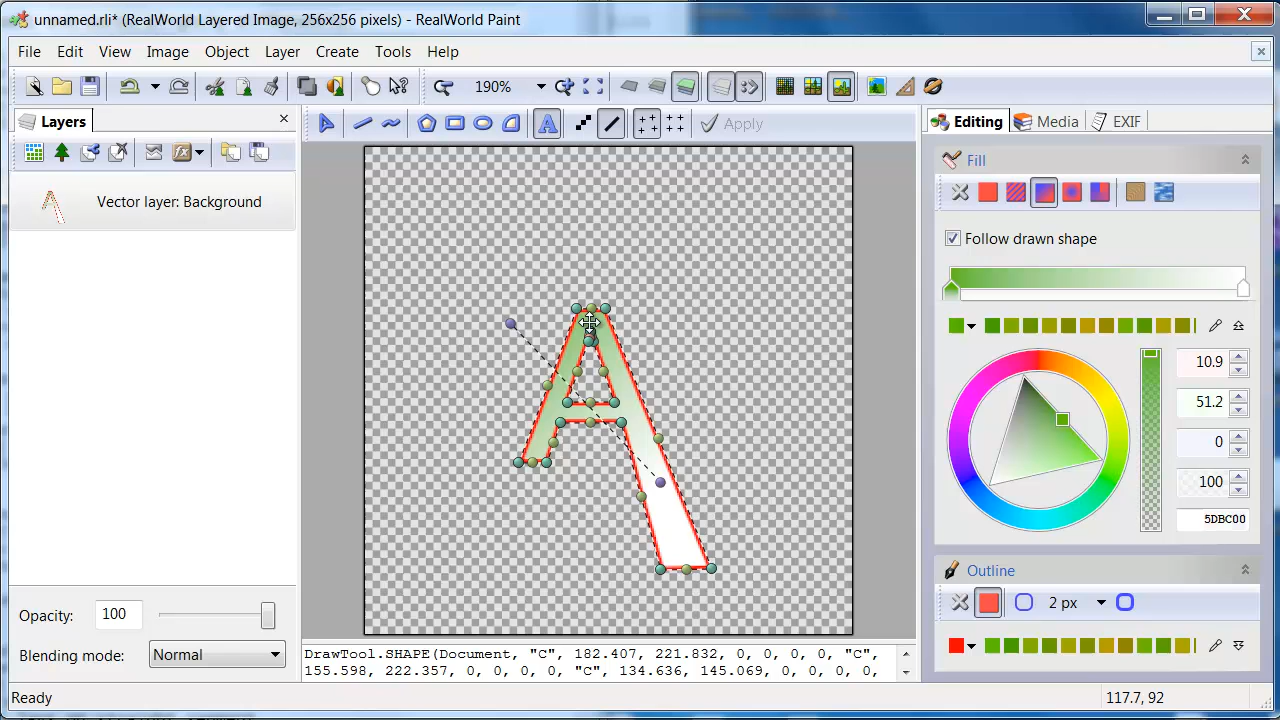 unnamed.rli* (RealWorld Layered Image, 256x256 pixels) - RealWorld Paint
File Edit View Image Object Layer Create Tools Help
190%
Layers
Apply
Editing Media EXIF
Fill
Vector layer: Background
Follow drawn shape
10.9
51.2
0
100
5DBC00
A
Outline
2 px
Opacity: 100
Blending mode: Normal
DrawTool.SHAPE(Document, "C", 182.407, 221.832, 0, 0, 0, 0, "C",
155.598, 222.357, 0, 0, 0, 0, "C", 134.636, 145.069, 0, 0, 0, 0,
Ready
117.7, 92